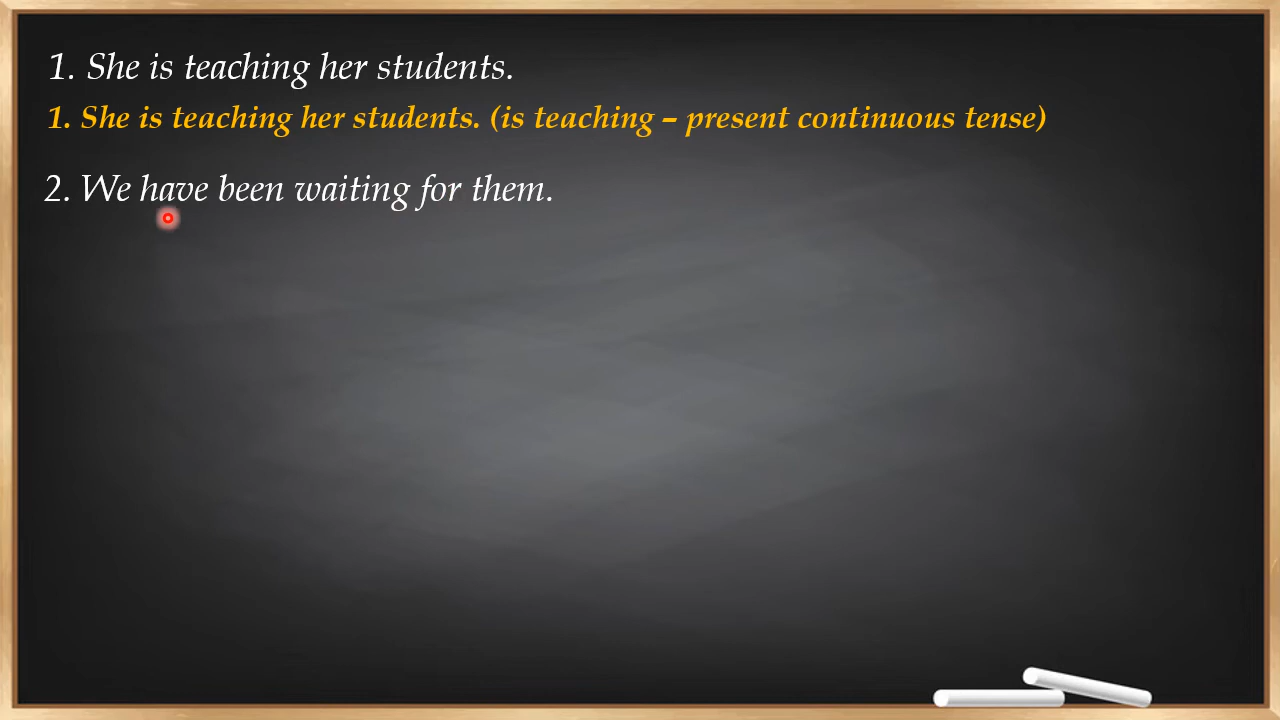 1. She is teaching her students.
1. She is teaching her students. (is teaching – present continuous tense)
2. We have been waiting for them.